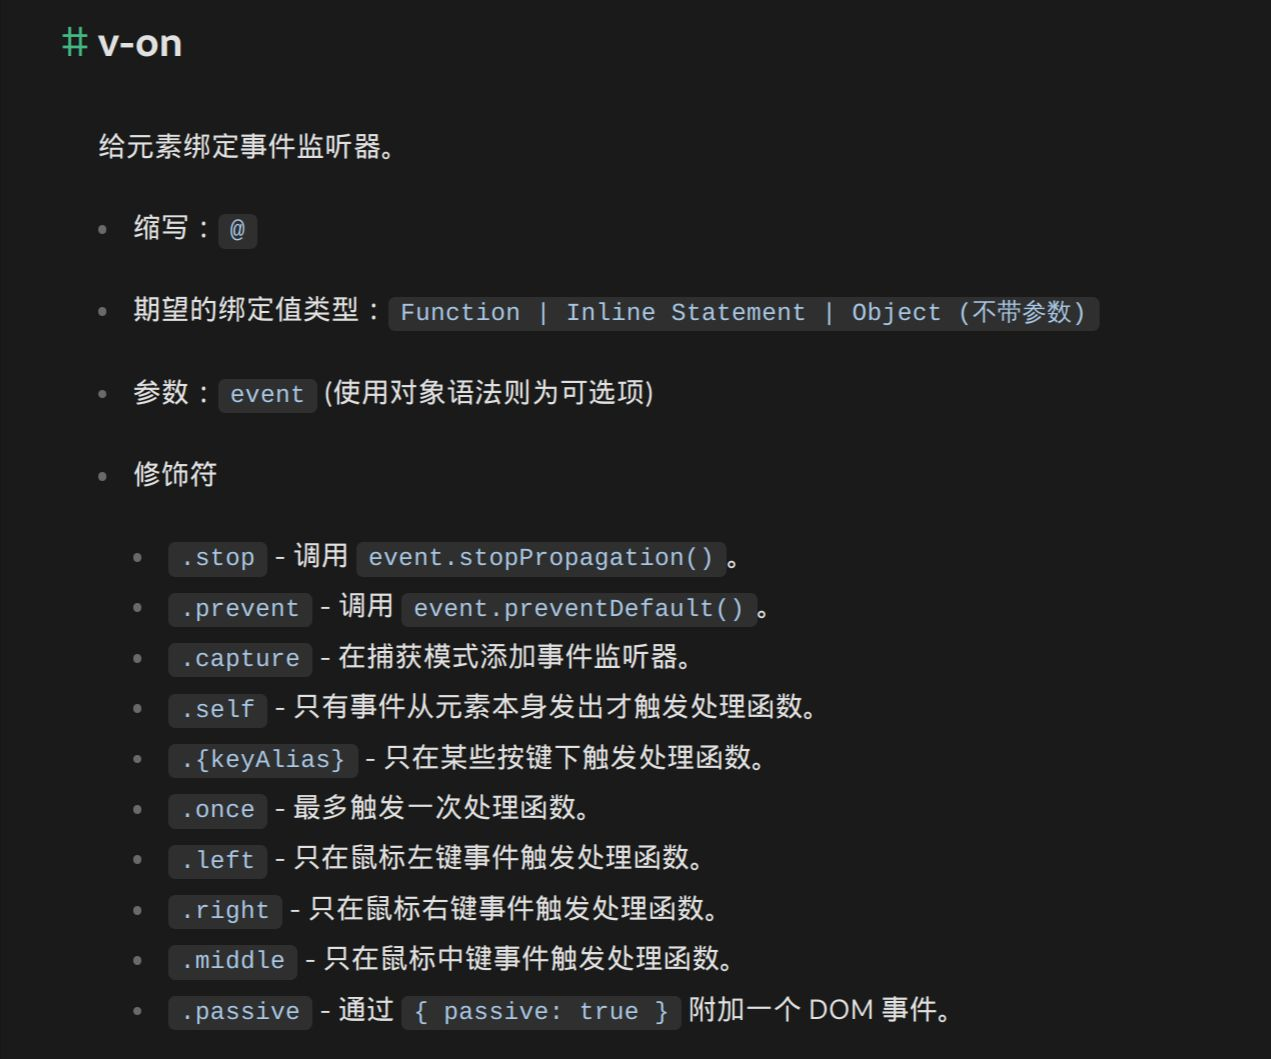 # v-on
给元素绑定事件监听器。
缩写：@
期望的绑定值类型：Function | Inline Statement | Object (不带参数)
参数：event (使用对象语法则为可选项)
修饰符
.stop - 调用 event.stopPropagation()。
.prevent - 调用 event.preventDefault()。
.capture - 在捕获模式添加事件监听器。
.self - 只有事件从元素本身发出才触发处理函数。
.{keyAlias} - 只在某些按键下触发处理函数。
.once - 最多触发一次处理函数。
.left - 只在鼠标左键事件触发处理函数。
.right - 只在鼠标右键事件触发处理函数。
.middle - 只在鼠标中键事件触发处理函数。
.passive - 通过 { passive: true } 附加一个 DOM 事件。